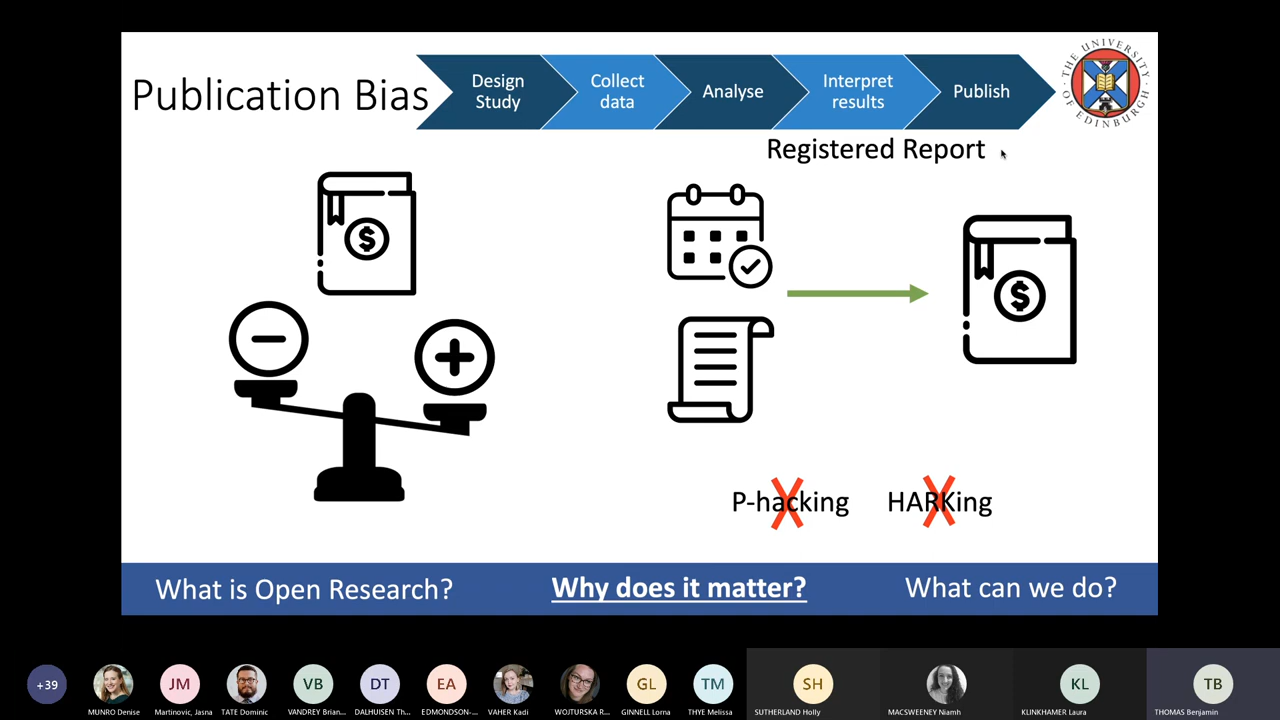 Publication Bias
Design
Study
Collect
data
Analyse
Interpret
results
Publish
THE UNIVERSITY
OF EDINBURGH
Registered Report
$
$
P-hacking
HARKing
What is Open Research?
Why does it matter?
What can we do?
+39
JM
VB
DT
EA
GL
TM
SH
KL
TB
MUNRO Denise
Martinovic, Jasna
TATE Dominic
VANDREY Brian...
DALHUISEN Th...
EDMONDSON-...
VAHER Kadi
WOJTURSKA R...
GINNELL Lorna
THYE Melissa
SUTHERLAND Holly
MACSWEENEY Niamh
KLINKHAMER Laura
THOMAS Benjamin